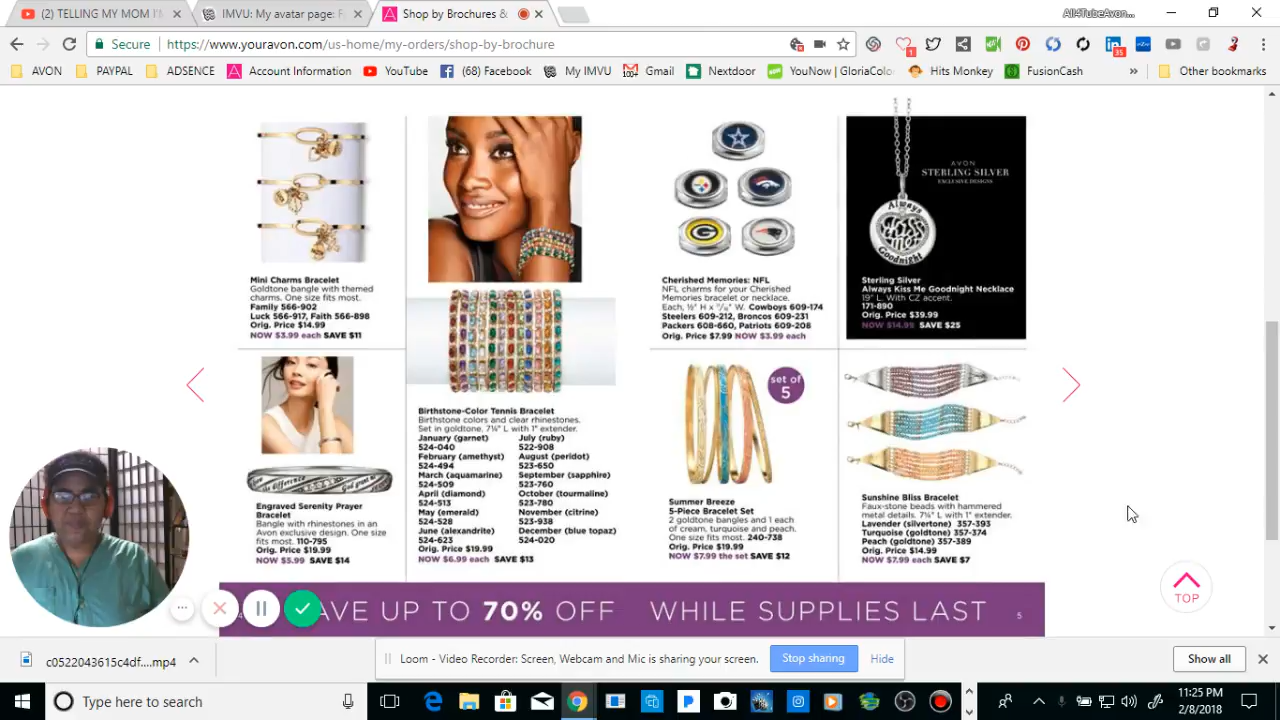 (2) TELLING MY MOM I
IMVU: My avatar page: F
Shop by Brochures &
All4TubeAvon...
Secure
https://www.youravon.com/us-home/my-orders/shop-by-brochure
1
35
AVON
PAYPAL
ADSENCE
Account Information
YouTube
(68) Facebook
My IMVU
Gmail
Nextdoor
YouNow | GloriaColo
Hits Monkey
FusionCash
Other bookmarks
Mini Charms Bracelet
Goldtone bangle with themed
charms. One size fits most.
Family 566-902
Luck 566-917, Faith 566-898
Orig. Price $14.99
NOW $3.99 each SAVE $11
Engraved Serenity Prayer
Bracelet
Bangle with rhinestones in an
Avon exclusive design. One size
fits most. 110-795
Orig. Price $19.99
NOW $5.99 SAVE $14
Birthstone-Color Tennis Bracelet
Birthstone colors and clear rhinestones.
Set in goldtone. 7¼" L with 1" extender.
January (garnet)
524-040
February (amethyst)
524-494
March (aquamarine)
524-509
April (diamond)
524-513
May (emerald)
524-528
June (alexandrite)
524-623
Orig. Price $19.99
NOW $6.99 each SAVE $13
July (ruby)
522-908
August (peridot)
523-650
September (sapphire)
523-760
October (tourmaline)
523-780
November (citrine)
523-938
December (blue topaz)
524-020
Cherished Memories: NFL
NFL charms for your Cherished
Memories bracelet or necklace.
Each, ½" H x W. Cowboys 609-174
Steelers 609-212, Broncos 609-231
Packers 608-660, Patriots 609-208
Orig. Price $7.99 NOW $3.99 each
AVON
STERLING SILVER
EXCLUSIVE DESIGNS
Always
Kiss
me
Goodnight
Sterling Silver
Always Kiss Me Goodnight Necklace
19" L. With CZ accent.
171-890
Orig. Price $39.99
NOW $14.99 SAVE $25
set of
5
Summer Breeze
5-Piece Bracelet Set
2 goldtone bangles and 1 each
of cream, turquoise and peach.
One size fits most. 240-738
Orig. Price $19.99
NOW $7.99 the set SAVE $12
Sunshine Bliss Bracelet
Faux-stone beads with hammered
metal details. 7¼" L with 1" extender.
Lavender (silvertone) 357-393
Turquoise (goldtone) 357-374
Peach (goldtone) 357-389
Orig. Price $14.99
NOW $7.99 each SAVE $7
AVE UP TO 70% OFF
WHILE SUPPLIES LAST
5
TOP
c0522043613c4df....mp4
Loom - Video Recorder: Screen, Webcam and Mic is sharing your screen.
Stop sharing
Hide
Show all
Type here to search
11:25 PM
2/8/2018